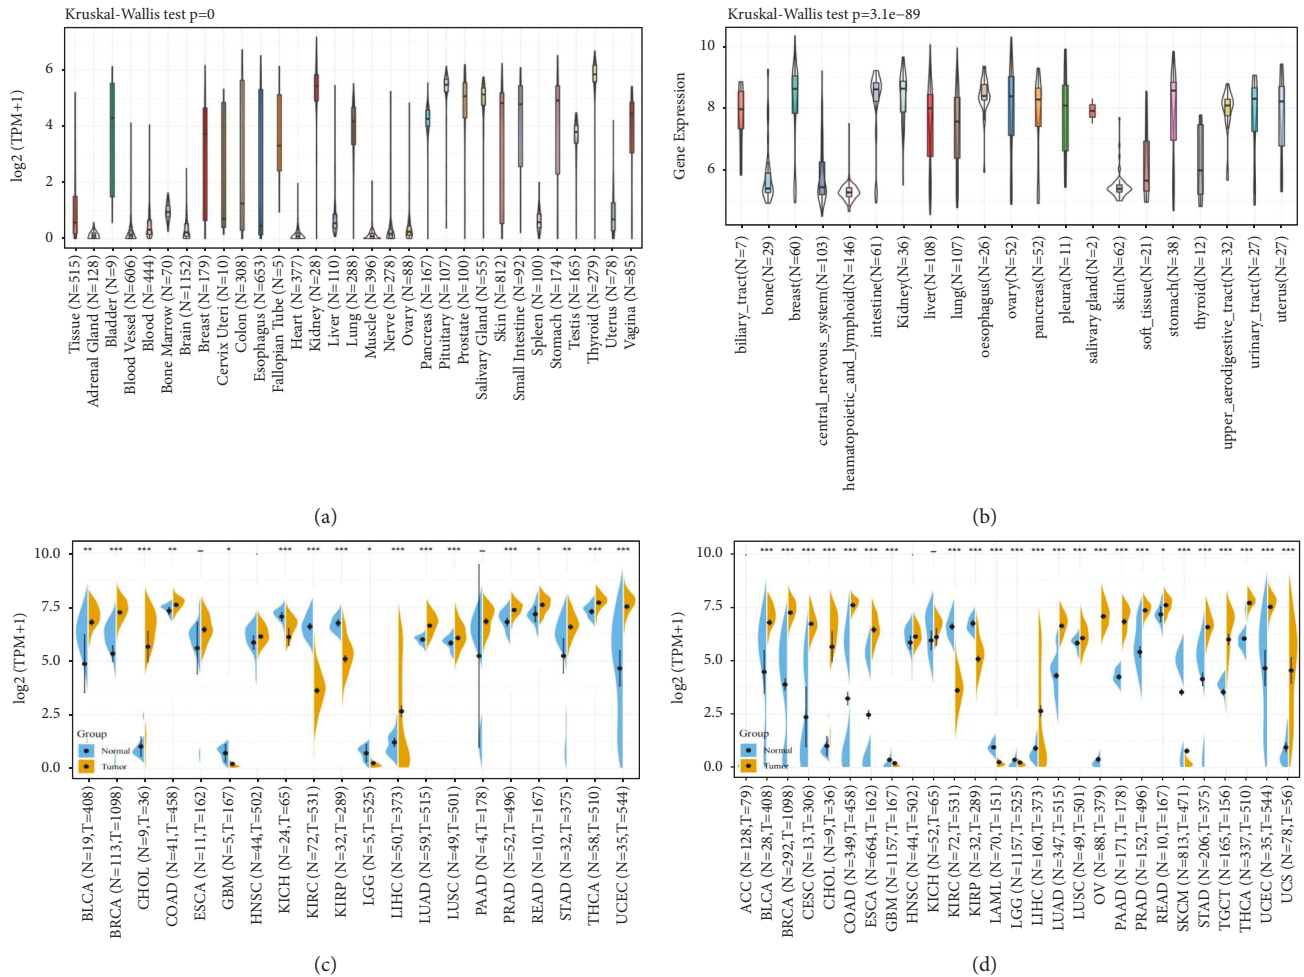 Kruskal-Wallis test p=0
log2 (TPM+1)
6
4
2
0
Tissue (N=515)
Adrenal Gland (N=128)
Bladder (N=9)
Blood Vessel (N=606)
Blood (N=444)
Bone Marrow (N=70)
Brain (N=1152)
Breast (N=179)
Cervix Uteri (N=10)
Colon (N=308)
Esophagus (N=653)
Fallopion Tube (N=5)
Heart (N=377)
Kidney (N=28)
Liver (N=110)
Lung (N=288)
Muscle (N=396)
Nerve (N=278)
Ovary (N=88)
Pancreas (N=167)
Pituitary (N=107)
Prostate (N=100)
Salivary Gland (N=55)
Skin (N=812)
Small Intestine (N=92)
Spleen (N=100)
Stomach (N=174)
Testis (N=165)
Thyroid (N=279)
Uterus (N=78)
Vagina (N=85)
(a)
Kruskal-Wallis test p=3.1e−89
Gene Expression
10
8
6
biliary_tract(N=7)
bone(N=29)
breast(N=60)
central_nervous_system(N=103)
heamatopoietic_and_lymphoid(N=146)
intestine(N=61)
Kidney(N=36)
liver(N=108)
lung(N=107)
oesophagus(N=26)
ovary(N=52)
pancreas(N=52)
pleura(N=11)
salivary gland(N=2)
skin(N=62)
soft_tissue(N=21)
stomach(N=38)
thyroid(N=12)
upper_aerodigestive_tract(N=32)
urinary_tract(N=27)
uterus(N=27)
(b)
log2 (TPM+1)
10.0
7.5
5.0
2.5
0.0
** *** *** ** – * . *** *** *** * *** *** *** – *** * ** *** ***
Group
Normal
Tumor
BLCA (N=19,T=408)
BRCA (N=113,T=1098)
CHOL (N=9,T=36)
COAD (N=41,T=458)
ESCA (N=11,T=162)
GBM (N=5,T=167)
HNSC (N=44,T=502)
KICH (N=24,T=65)
KIRC (N=72,T=531)
KIRP (N=32,T=289)
LGG (N=5,T=525)
LIHC (N=50,T=373)
LUAD (N=59,T=515)
LUSC (N=49,T=501)
PAAD (N=4,T=178)
PRAD (N=52,T=496)
READ (N=10,T=167)
STAD (N=32,T=375)
THCA (N=58,T=510)
UCEC (N=35,T=544)
(c)
log2 (TPM+1)
10.0
7.5
5.0
2.5
0.0
. *** *** *** *** *** *** *** . – *** *** *** *** *** *** *** *** *** *** * *** *** *** *** *** ***
Group
Normal
Tumor
ACC (N=128,T=79)
BLCA (N=28,T=408)
BRCA (N=292,T=1098)
CESC (N=13,T=306)
CHOL (N=9,T=36)
COAD (N=349,T=458)
ESCA (N=664,T=162)
GBM (N=1157,T=167)
HNSC (N=44,T=502)
KICH (N=52,T=65)
KIRC (N=72,T=531)
KIRP (N=32,T=289)
LAML (N=70,T=151)
LGG (N=1157,T=525)
LIHC (N=160,T=373)
LUAD (N=347,T=515)
LUSC (N=49,T=501)
OV (N=88,T=379)
PAAD (N=171,T=178)
PRAD (N=152,T=496)
READ (N=10,T=167)
SKCM (N=813,T=471)
STAD (N=206,T=375)
TGCT (N=165,T=156)
THCA (N=337,T=510)
UCEC (N=35,T=544)
UCS (N=78,T=56)
(d)